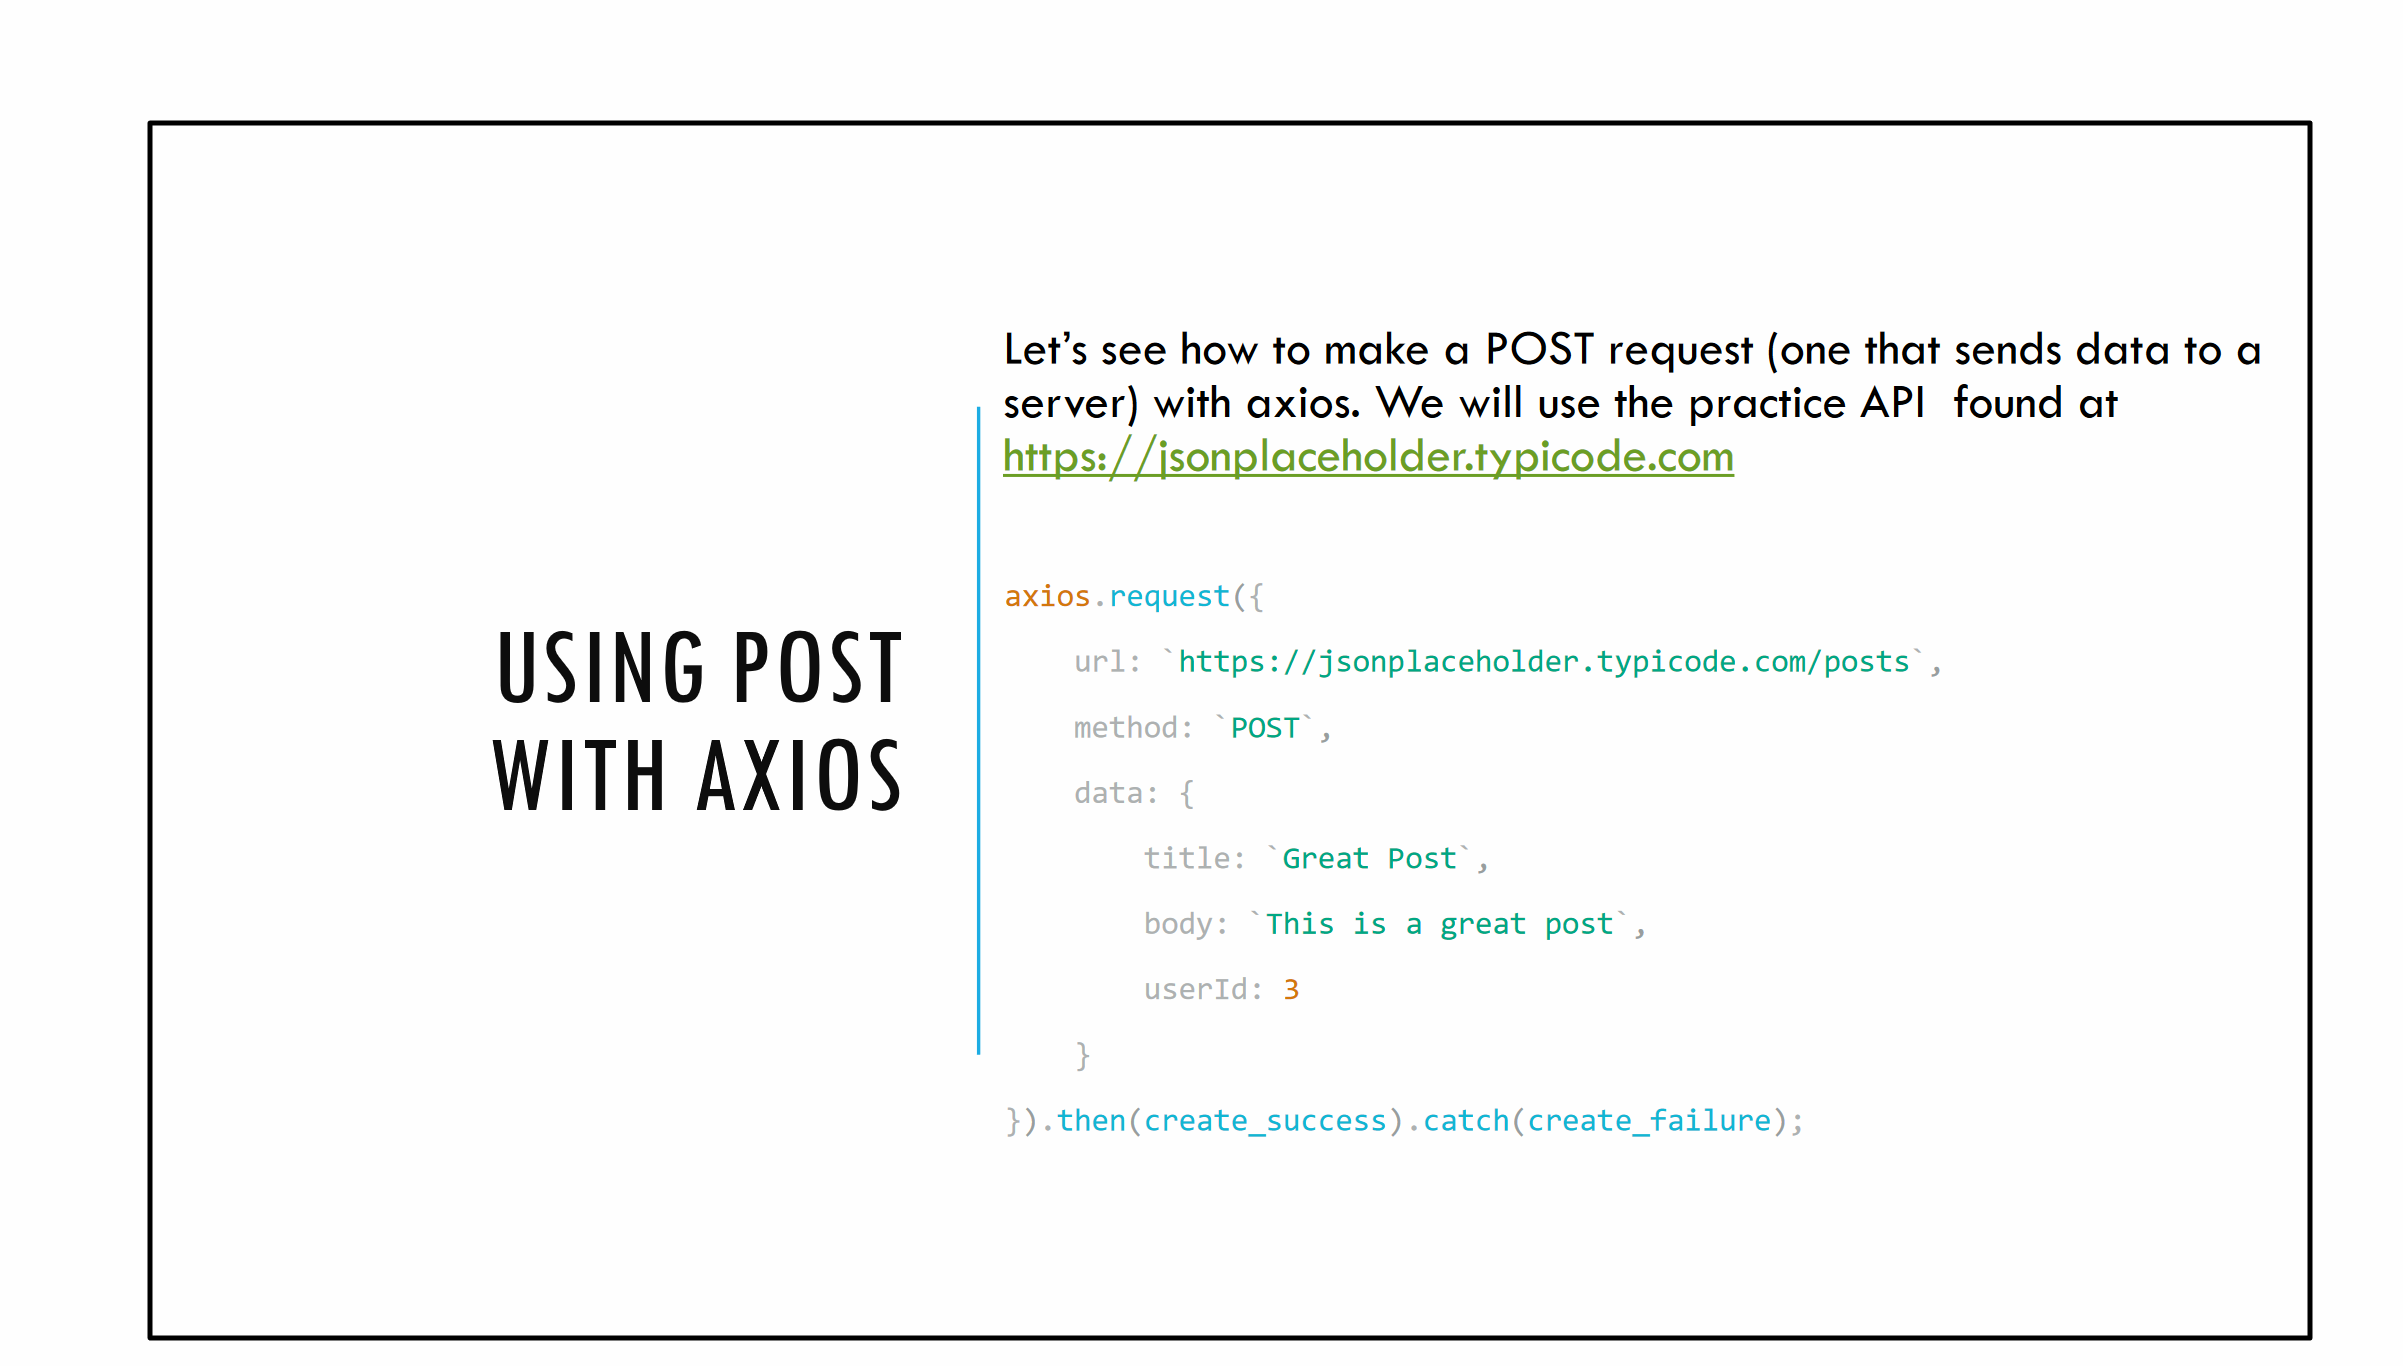 USING POST
WITH AXIOS
Let’s see how to make a POST request (one that sends data to a
server) with axios. We will use the practice API  found at
https://jsonplaceholder.typicode.com
axios.request({
    url: `https://jsonplaceholder.typicode.com/posts`,
    method: `POST`,
    data: {
        title: `Great Post`,
        body: `This is a great post`,
        userId: 3
    }
}).then(create_success).catch(create_failure);